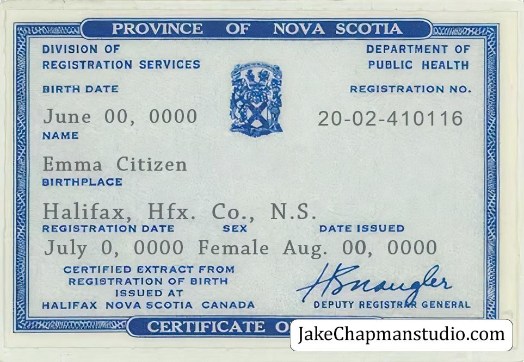 PROVINCE OF NOVA SCOTIA
DIVISION OF
REGISTRATION SERVICES
DEPARTMENT OF
PUBLIC HEALTH
BIRTH DATE
REGISTRATION NO.
June 00, 0000
20-02-410116
NAME
Emma Citizen
BIRTHPLACE
Halifax, Hfx. Co., N.S.
REGISTRATION DATE SEX DATE ISSUED
July 0, 0000 Female Aug. 00, 0000
CERTIFIED EXTRACT FROM
REGISTRATION OF BIRTH
ISSUED AT
HALIFAX NOVA SCOTIA CANADA
DEPUTY REGISTRAR GENERAL
CERTIFICATE O
JakeChapmanstudio.com